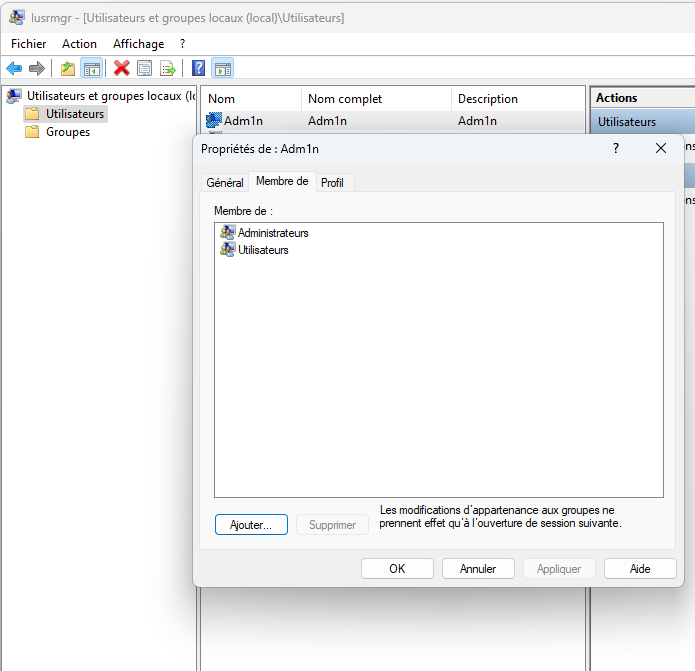 lusrmgr - [Utilisateurs et groupes locaux (local)\Utilisateurs]
Fichier Action Affichage ?
Utilisateurs et groupes locaux (lo
Utilisateurs
Groupes
Nom Nom complet Description
Adm1n Adm1n Adm1n
Actions
Utilisateurs
ns
ns
Propriétés de : Adm1n ?
Général Membre de Profil
Membre de :
Administrateurs
Utilisateurs
Ajouter... Supprimer
Les modifications d'appartenance aux groupes ne
prennent effet qu'à l'ouverture de session suivante.
OK Annuler Appliquer Aide